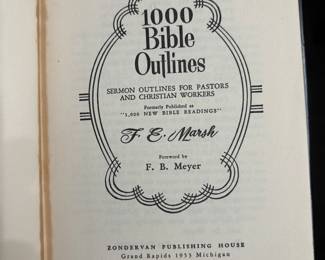 1000
Bible
Outlines
SERMON OUTLINES FOR PASTORS
AND CHRISTIAN WORKERS
Formerly Published as
"1,000 NEW BIBLE READINGS"
F. E. Marsh
Foreword by
F. B. Meyer
ZONDERVAN PUBLISHING HOUSE
Grand Rapids 1953 Michigan